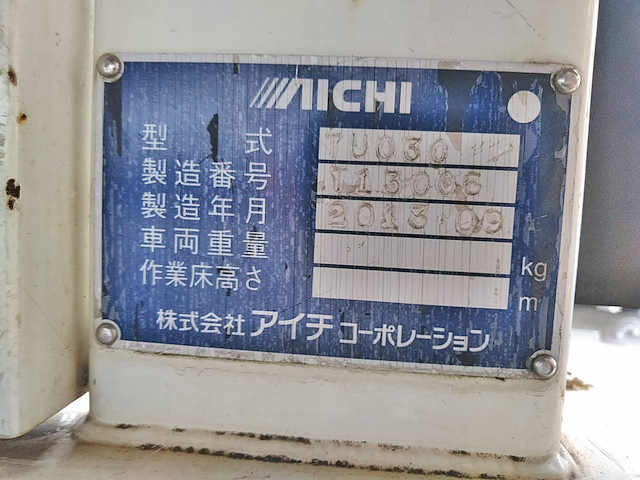 AICHI
型式 TU030
製造番号 T13006
製造年月 2013 09
車両重量 kg
作業床高さ m
株式会社 アイチ コーポレーション